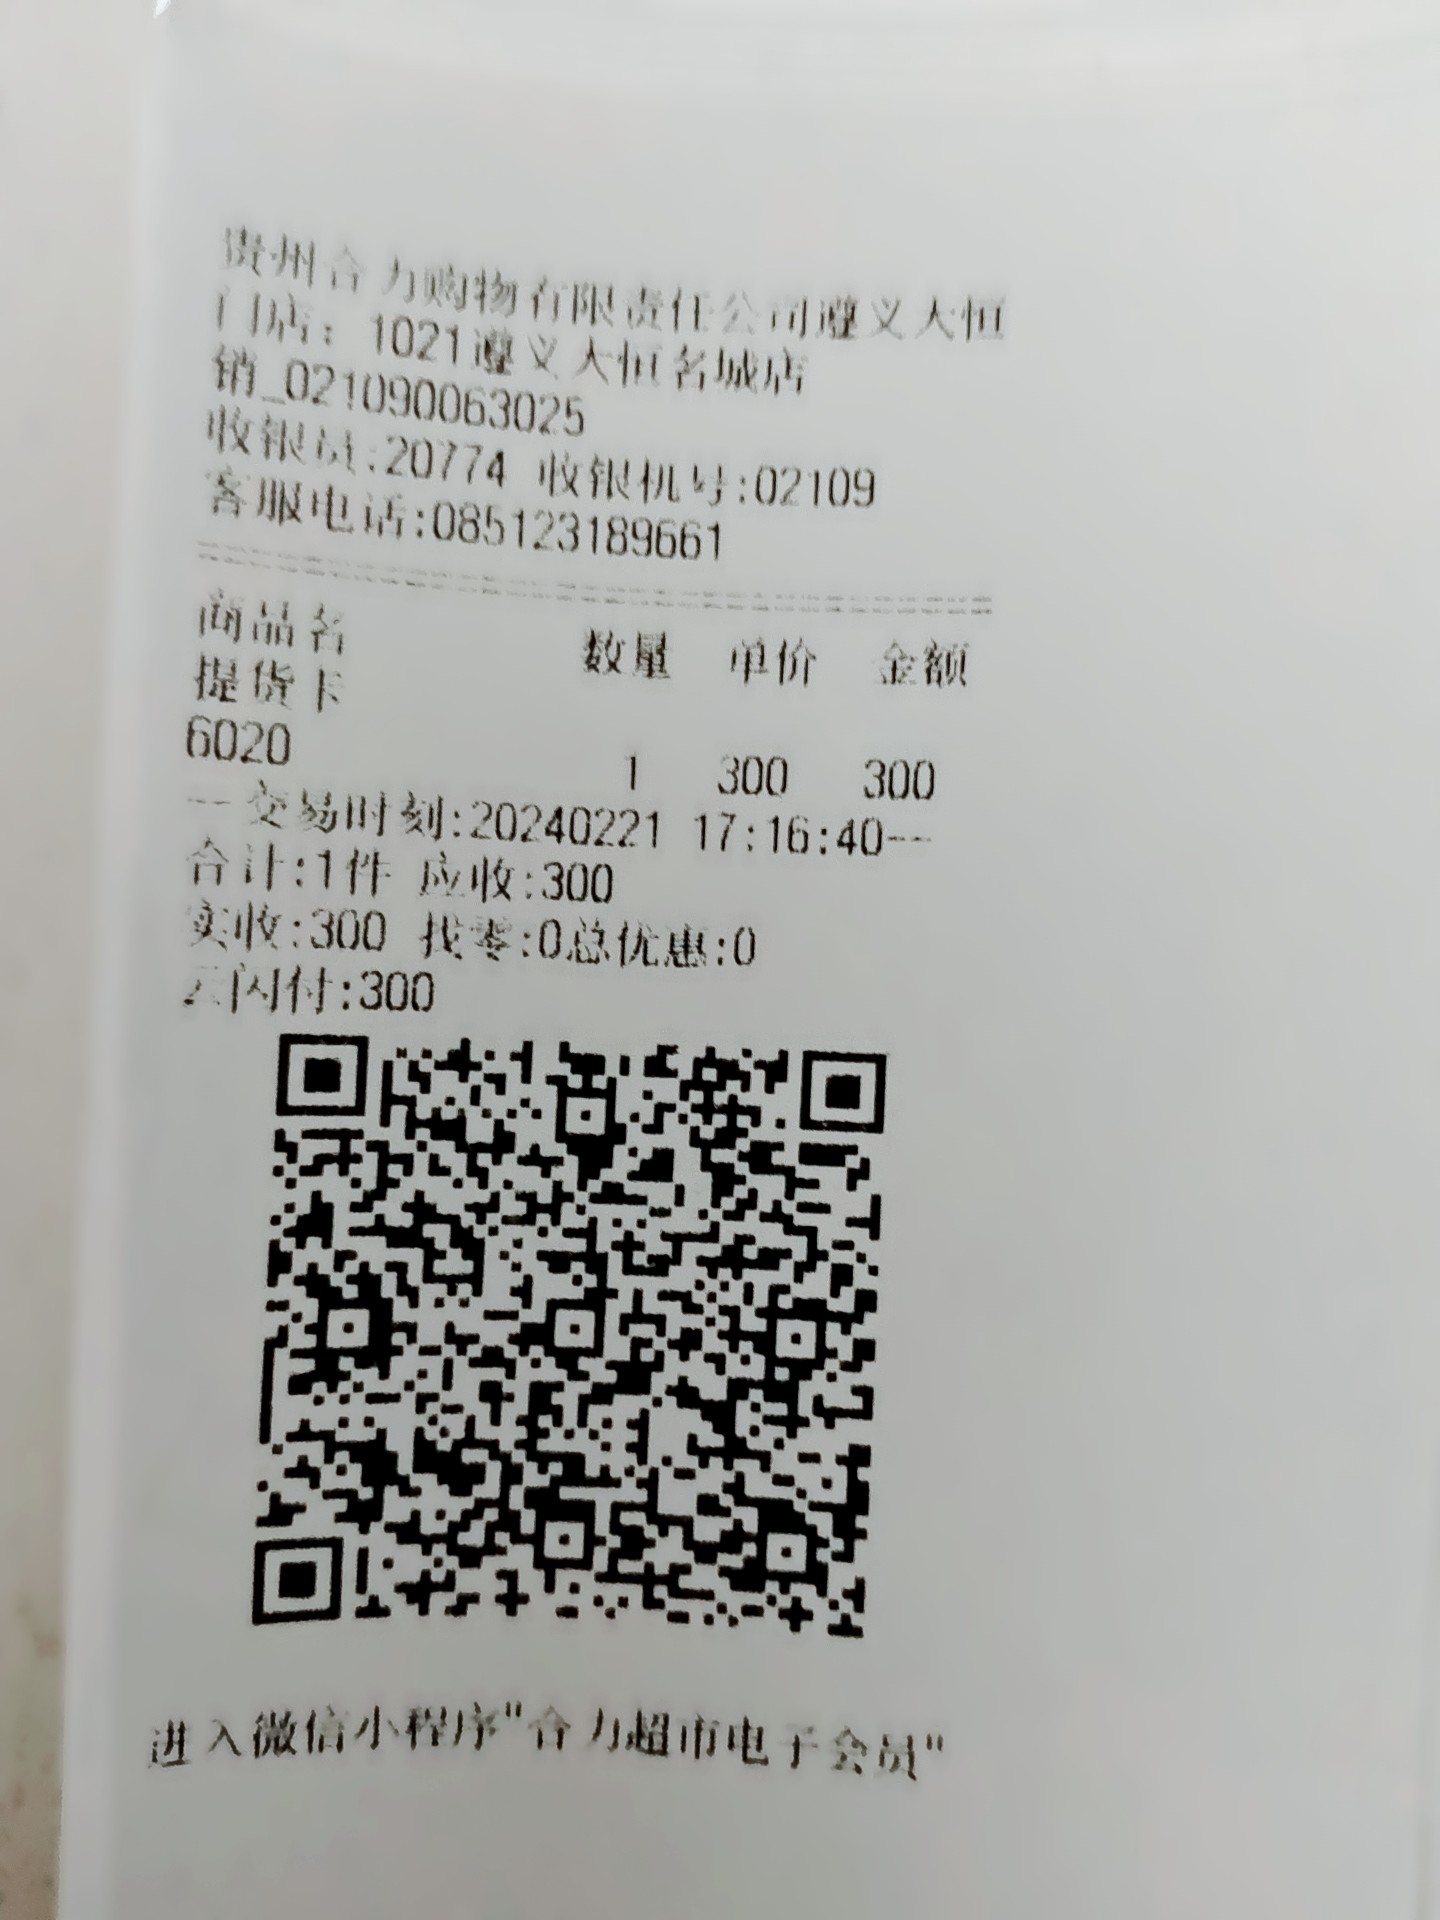 贵州合力购物有限责任公司遵义大恒
门店：1021遵义大恒名城店
销_021090063025
收银员:20774 收银机号:02109
客服电话:085123189661
================================
商品名 数量 单价 金额
提货卡
6020 1 300 300
--交易时刻:20240221 17:16:40--
合计:1件 应收:300
实收:300 找零:0总优惠:0
云闪付:300
进入微信小程序"合力超市电子会员"